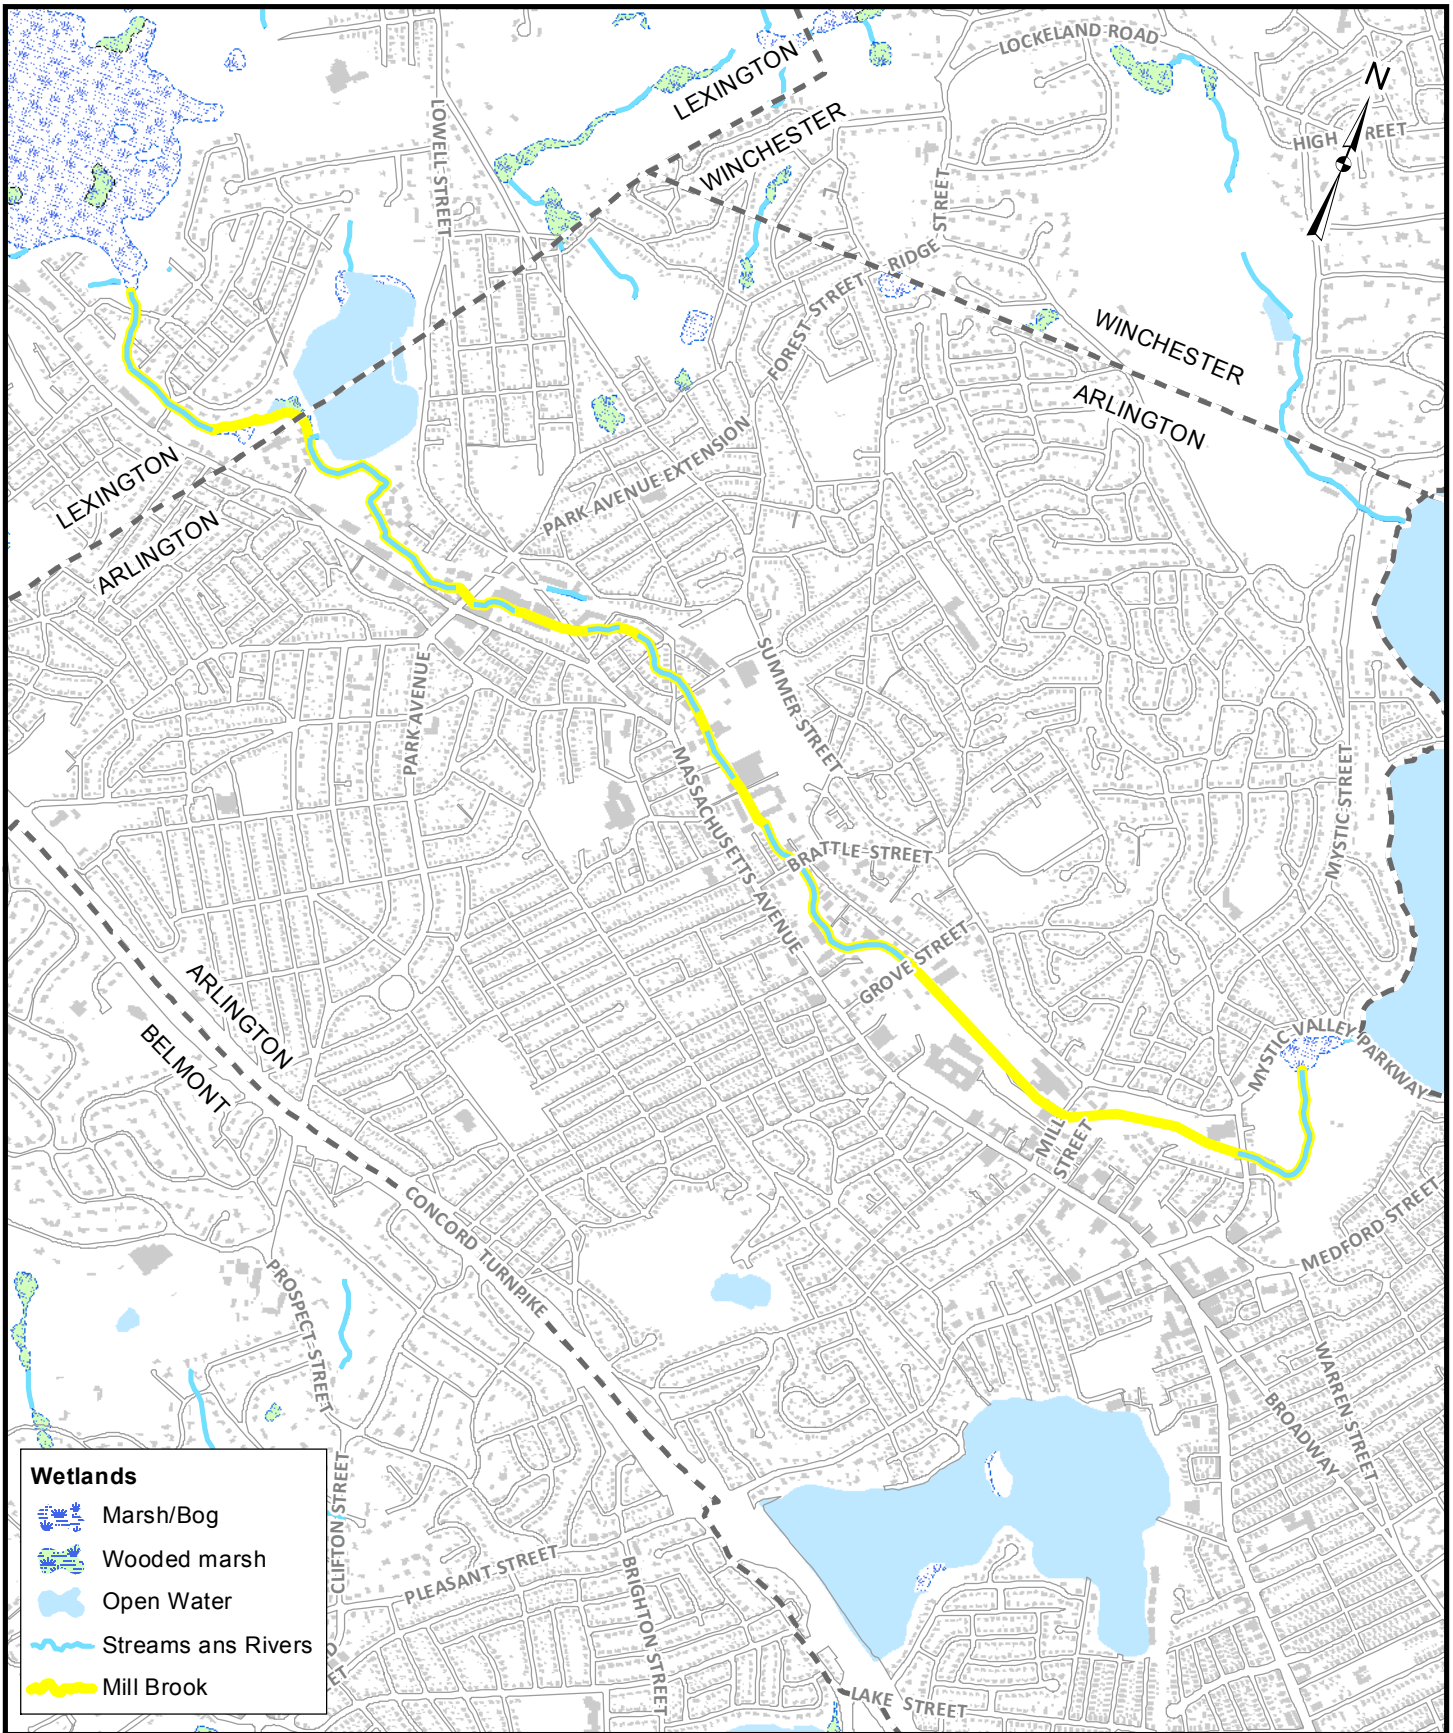 LOCKELAND ROAD
LEXINGTON
N
LOWELL STREET
WINCHESTER
HIGH STREET
RIDGE STREET
FOREST STREET
WINCHESTER
ARLINGTON
PARK AVENUE EXTENSION
LEXINGTON
ARLINGTON
PARK AVENUE
SUMMER STREET
MASSACHUSETTS AVENUE
MYSTIC STREET
BRATTLE STREET
GROVE STREET
ARLINGTON
BELMONT
MYSTIC VALLEY PARKWAY
MILL
STREET
CONCORD TURNPIKE
MEDFORD STREET
PROSPECT STREET
WARREN STREET
BROADWAY
CLIFTON STREET
PLEASANT STREET
BRIGHTON STREET
LAKE STREET
Wetlands
Marsh/Bog
Wooded marsh
Open Water
Streams ans Rivers
Mill Brook